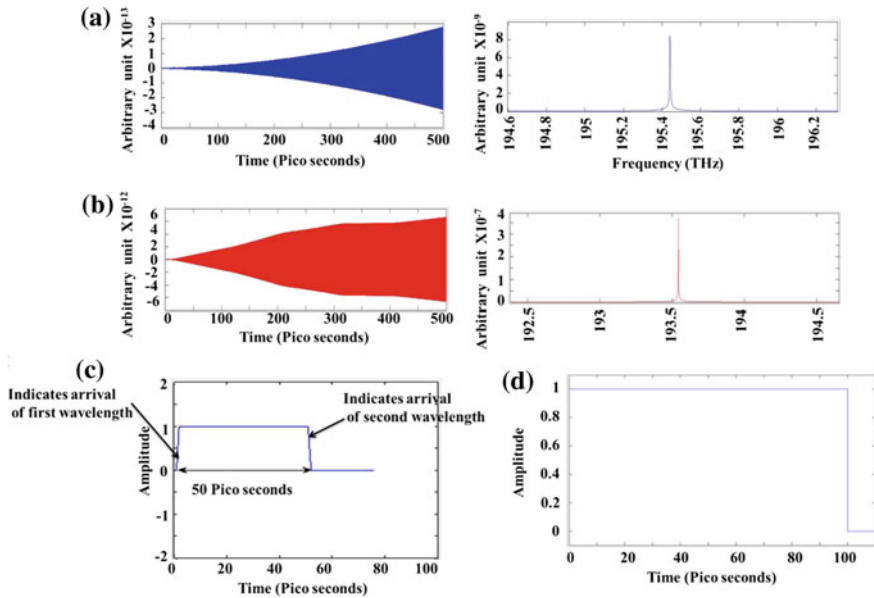 (a)
Arbitrary unit X10-13
3
2
1
0
-1
-3
-4
0 100 200 300 400 500
Time (Pico seconds)
Arbitrary unit X10-9
8
6
4
2
0
194.6 194.8 195 195.2 195.4 195.6 195.8 196 196.2
Frequency (THz)
(b)
Arbitrary unit X10-12
6
4
2
0
-2
-4
-6
0 100 200 300 400 500
Time (Pico seconds)
Arbitrary unit X10-7
4
3
2
1
0
192.5 193 193.5 194 194.5
(c)
Indicates arrival
of first wavelength
Indicates arrival
of second wavelength
50 Pico seconds
Amplitude
2
1
0
-1
-2
0 20 40 60 80 100
Time (Pico seconds)
(d)
Amplitude
1
0.8
0.6
0.4
0.2
0
0 20 40 60 80 100
Time (Pico seconds)